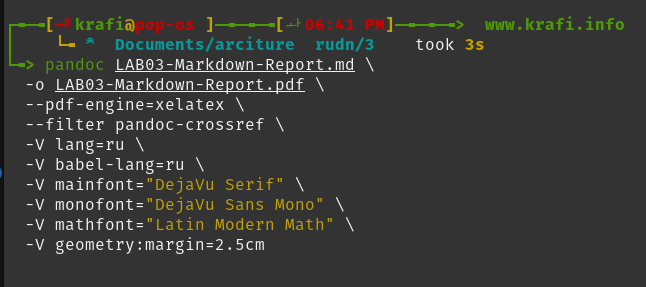 [krafi@pop-os ][06:41 PM]> www.krafi.info
* Documents/arciture rudn/3 took 3s
> pandoc LAB03-Markdown-Report.md \
-o LAB03-Markdown-Report.pdf \
--pdf-engine=xelatex \
--filter pandoc-crossref \
-V lang=ru \
-V babel-lang=ru \
-V mainfont="DejaVu Serif" \
-V monofont="DejaVu Sans Mono" \
-V mathfont="Latin Modern Math" \
-V geometry:margin=2.5cm